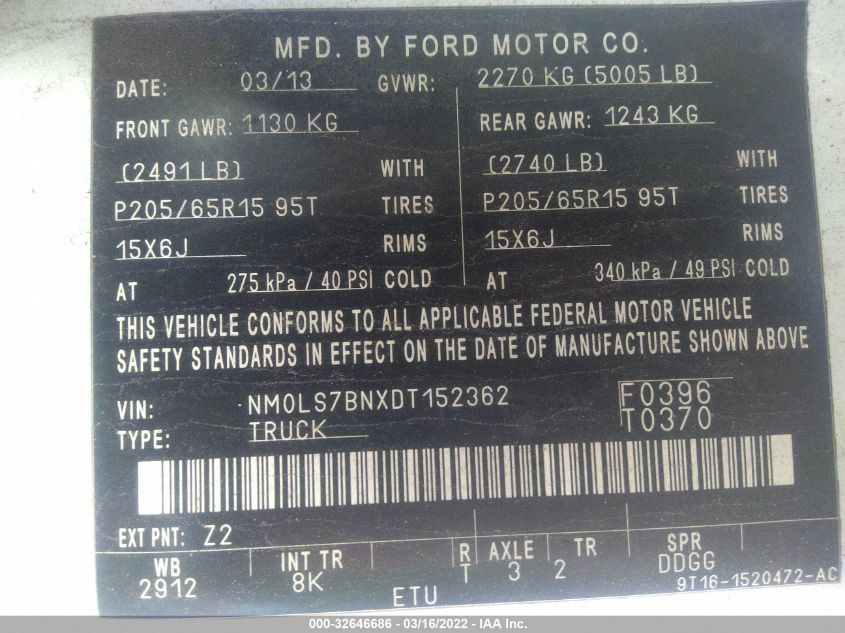 MFD. BY FORD MOTOR CO.
DATE: 03/13 GVWR: 2270 KG (5005 LB)
FRONT GAWR: 1130 KG REAR GAWR: 1243 KG
(2491 LB) WITH (2740 LB) WITH
P205/65R15 95T TIRES P205/65R15 95T TIRES
15X6J RIMS 15X6J RIMS
AT 275 kPa / 40 PSI COLD AT 340 kPa / 49 PSI COLD
THIS VEHICLE CONFORMS TO ALL APPLICABLE FEDERAL MOTOR VEHICLE
SAFETY STANDARDS IN EFFECT ON THE DATE OF MANUFACTURE SHOWN ABOVE
VIN: NM0LS7BNXDT152362 F0396
TYPE: TRUCK T0370
EXT PNT: Z2
WB INT TR R AXLE TR SPR
2912 8K T 3 2 DDGG
ETU 9T16-1520472-AC
000-32646686 - 03/16/2022 - IAA Inc.